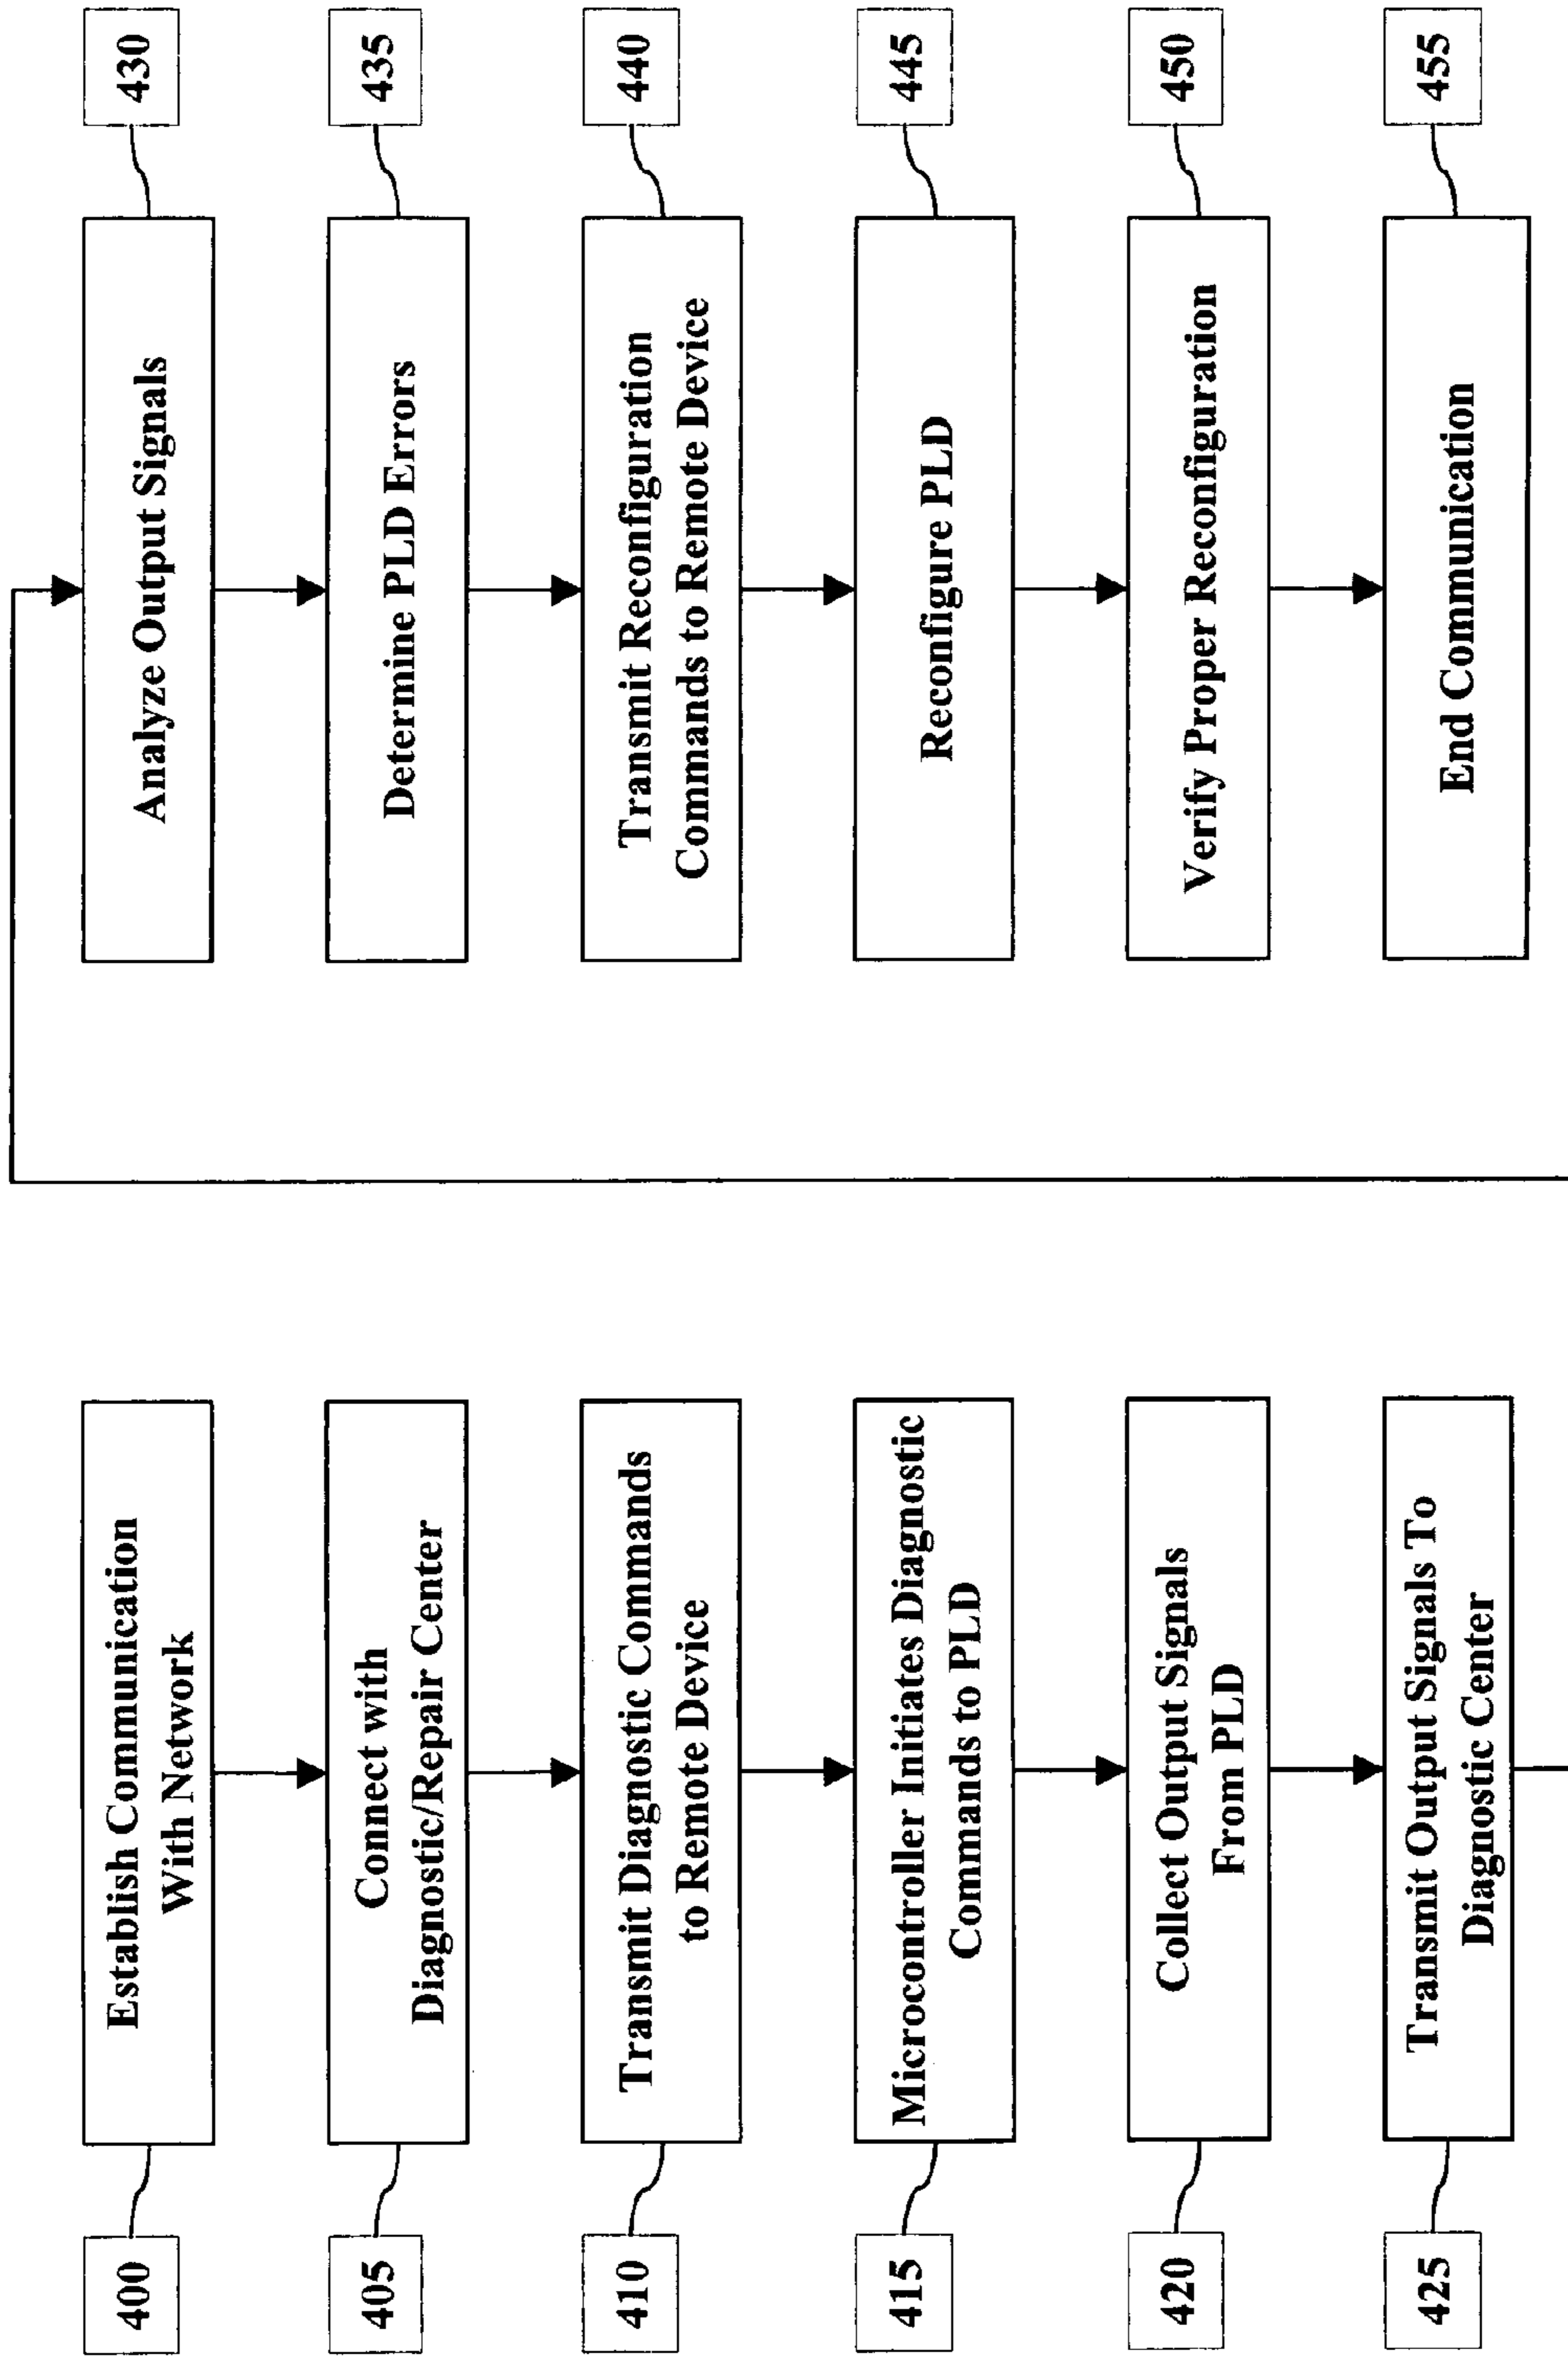 400
Establish Communication
With Network
405
Connect with
Diagnostic/Repair Center
410
Transmit Diagnostic Commands
to Remote Device
415
Microcontroller Initiates Diagnostic
Commands to PLD
420
Collect Output Signals
From PLD
425
Transmit Output Signals To
Diagnostic Center
430
Analyze Output Signals
435
Determine PLD Errors
440
Transmit Reconfiguration
Commands to Remote Device
445
Reconfigure PLD
450
Verify Proper Reconfiguration
455
End Communication